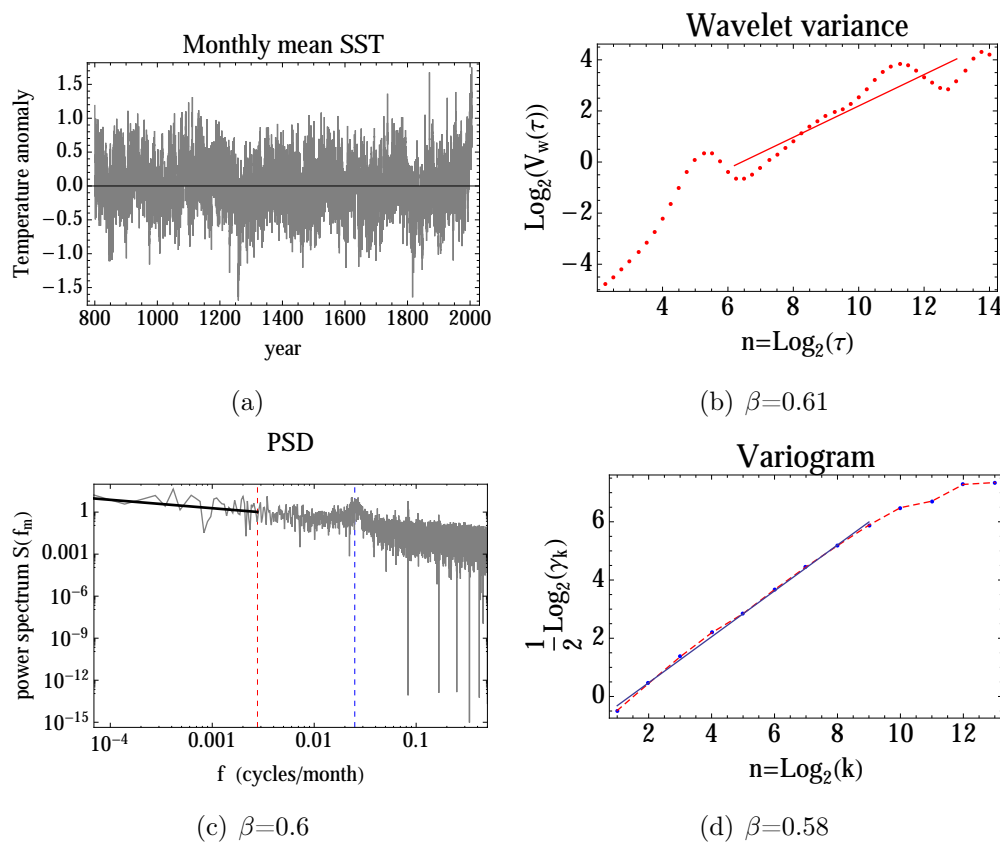 Monthly mean SST
Temperature anomaly
1.5
1.0
0.5
0.0
−0.5
−1.0
−1.5
800 1000 1200 1400 1600 1800 2000
year
(a)
Wavelet variance
Log2(Vw(τ))
4
2
0
−2
−4
4 6 8 10 12 14
n=Log2(τ)
(b) β=0.61
PSD
power spectrum S(fm)
1
0.001
10−6
10−9
10−12
10−15
10−4 0.001 0.01 0.1
f (cycles/month)
(c) β=0.6
Variogram
1/2 Log2(γk)
6
4
2
0
2 4 6 8 10 12
n=Log2(k)
(d) β=0.58